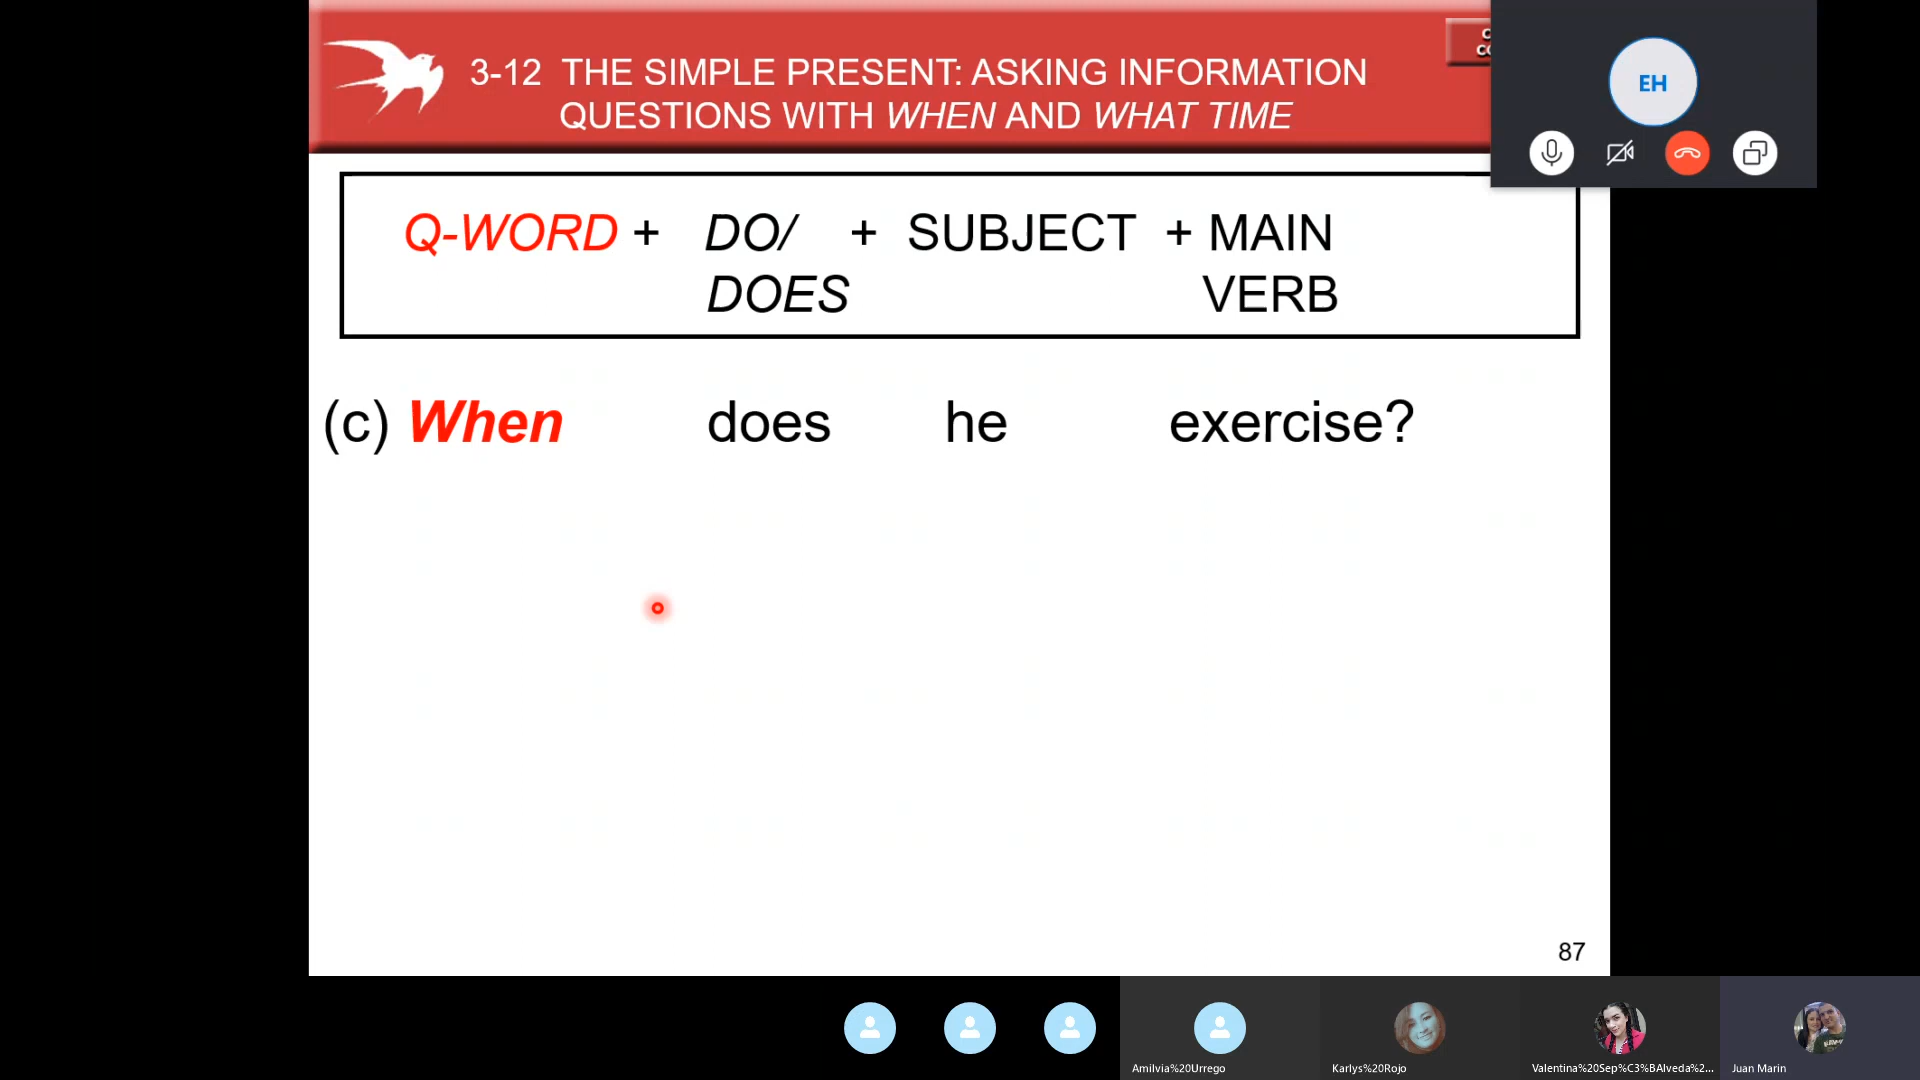 3-12 THE SIMPLE PRESENT: ASKING INFORMATION
QUESTIONS WITH WHEN AND WHAT TIME
EH
Q-WORD + DO/ + SUBJECT + MAIN
DOES VERB
(c) When does he exercise?
87
Amilvia%20Urrego
Karlys%20Rojo
Valentina%20Sep%C3%BAlveda%2...
Juan Marin